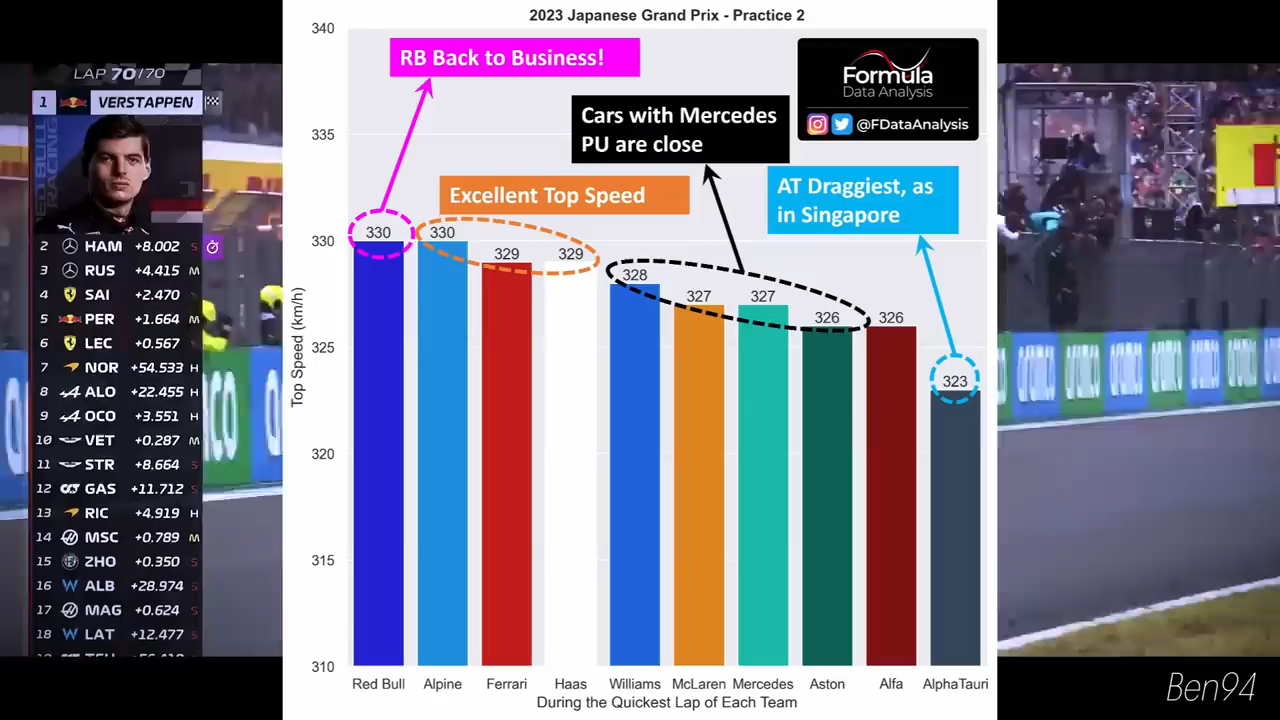 LAP 70/70
1 VERSTAPPEN
2 HAM +8.002 S
3 RUS +4.415 M
4 SAI +2.470
5 PER +1.664 M
6 LEC +0.567 S
7 NOR +54.533 H
8 ALO +22.455 H
9 OCO +3.551 H
10 VET +0.287 M
11 STR +8.664 S
12 GAS +11.712 S
13 RIC +4.919 H
14 MSC +0.789 M
15 ZHO +0.350 S
16 ALB +28.974 S
17 MAG +0.624 S
18 LAT +12.477 S
2023 Japanese Grand Prix - Practice 2
RB Back to Business!
Formula
Data Analysis
@FDataAnalysis
Cars with Mercedes
PU are close
Excellent Top Speed
AT Draggiest, as
in Singapore
Top Speed (km/h)
340
335
330
325
320
315
310
330
330
329
329
328
327
327
326
326
323
Red Bull
Alpine
Ferrari
Haas
Williams
McLaren
Mercedes
Aston
Alfa
AlphaTauri
During the Quickest Lap of Each Team
Ben94